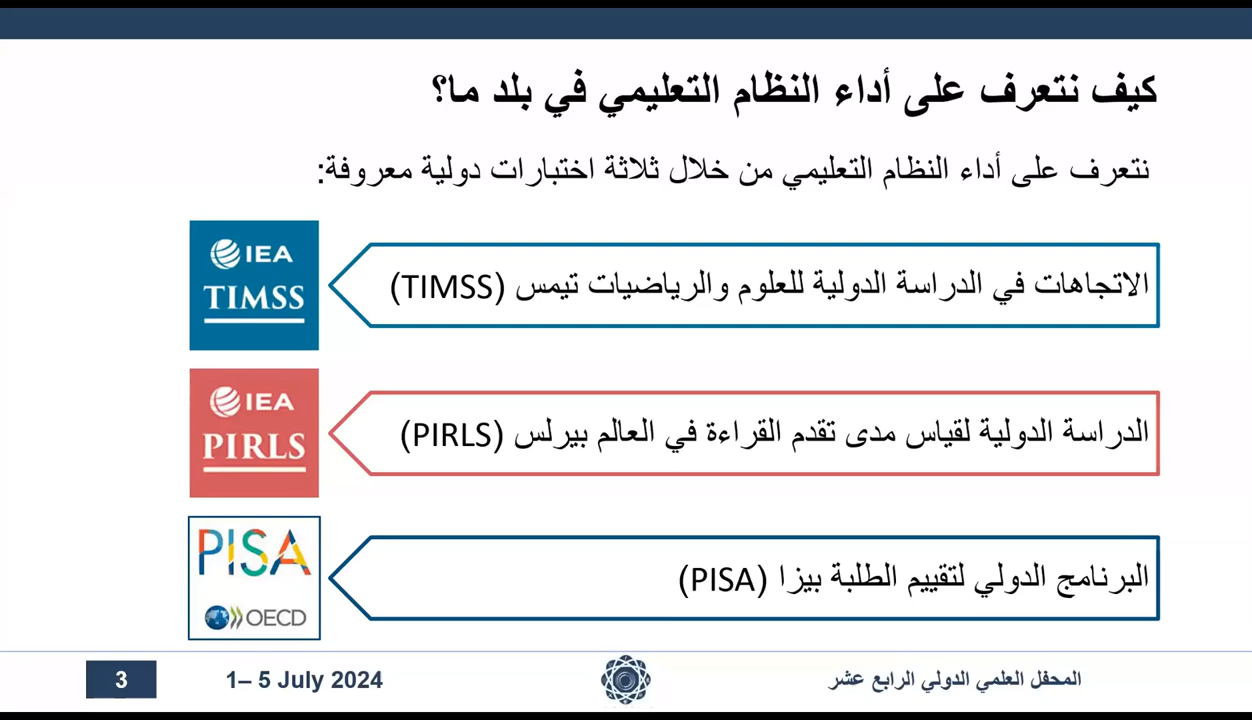 كيف نتعرف على أداء النظام التعليمي في بلد ما؟
نتعرف على أداء النظام التعليمي من خلال ثلاثة اختبارات دولية معروفة:
الاتجاهات في الدراسة الدولية للعلوم والرياضيات تيمس (TIMSS)
IEA
TIMSS
الدراسة الدولية لقياس مدى تقدم القراءة في العالم بيرلس (PIRLS)
IEA
PIRLS
البرنامج الدولي لتقييم الطلبة بيزا (PISA)
PISA
OECD
المحفل العلمي الدولي الرابع عشر
1– 5 July 2024
3